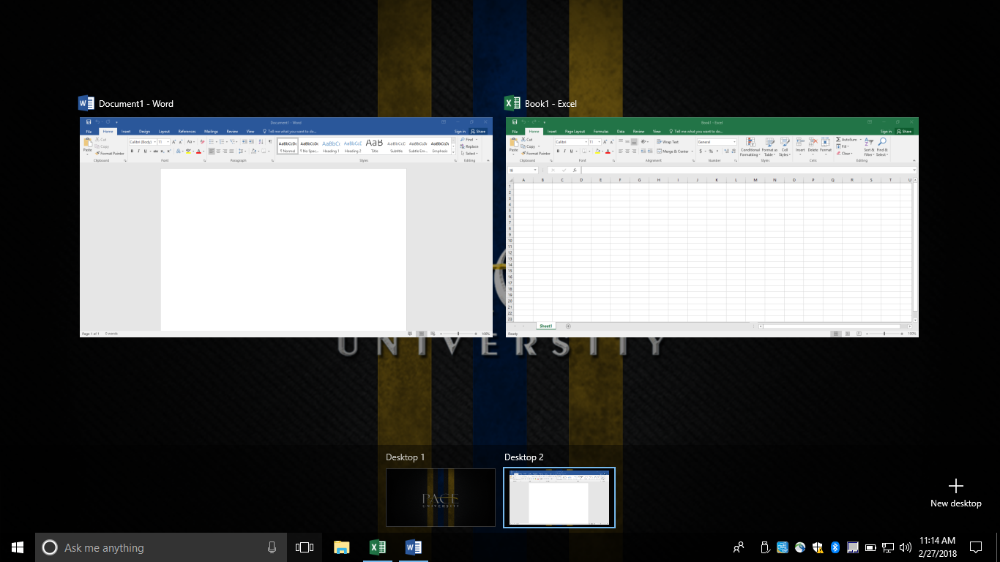 Document1 - Word
Book1 - Excel
Document1 - Word
File Home Insert Design Layout References Mailings Review View Tell me what you want to do... Sign in Share
Paste Cut Copy Format Painter
Calibri (Body) 11
AaBbCcDc AaBbCcDc AaBbCc AaBbCcC AaB AaBbCcD AaBbCcDc AaBbCcDc
¶ Normal ¶ No Spac... Heading 1 Heading 2 Title Subtitle Subtle Em... Emphasis
Find Replace Select
Clipboard Font Paragraph Styles Editing
Page 1 of 1 0 words 100%
Book1 - Excel
File Home Insert Page Layout Formulas Data Review View Tell me what you want to do... Sign in Share
Paste Cut Copy Format Painter
Calibri 11
Wrap Text
Merge & Center
General
Conditional Formatting Format as Table Cell Styles
Insert Delete Format
AutoSum Fill Clear
Sort & Filter Find & Select
Clipboard Font Alignment Number Styles Cells Editing
A B C D E F G H I J K L M N O P Q R S T U
1
2
3
4
5
6
7
8
9
10
11
12
13
14
15
16
17
18
19
20
21
22
23
Sheet1
Ready 100%
UNIVERSITY
Desktop 1
Desktop 2
PACE
UNIVERSITY
New desktop
Ask me anything
11:14 AM
2/27/2018